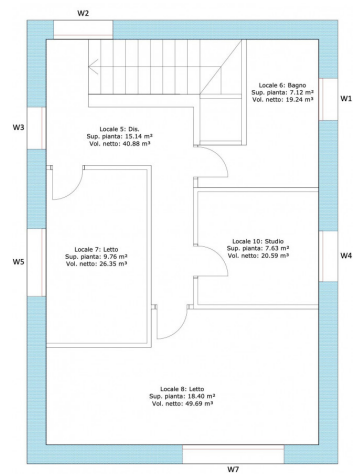 W2
Locale 6: Bagno
Sup. pianta: 7.12 m²
Vol. netto: 19.24 m³
W1
W3
Locale 5: Dis.
Sup. pianta: 15.14 m²
Vol. netto: 40.88 m³
Locale 7: Letto
Sup. pianta: 9.76 m²
Vol. netto: 26.35 m³
W5
Locale 10: Studio
Sup. pianta: 7.63 m²
Vol. netto: 20.59 m³
W4
Locale 8: Letto
Sup. pianta: 18.40 m²
Vol. netto: 49.69 m³
W7